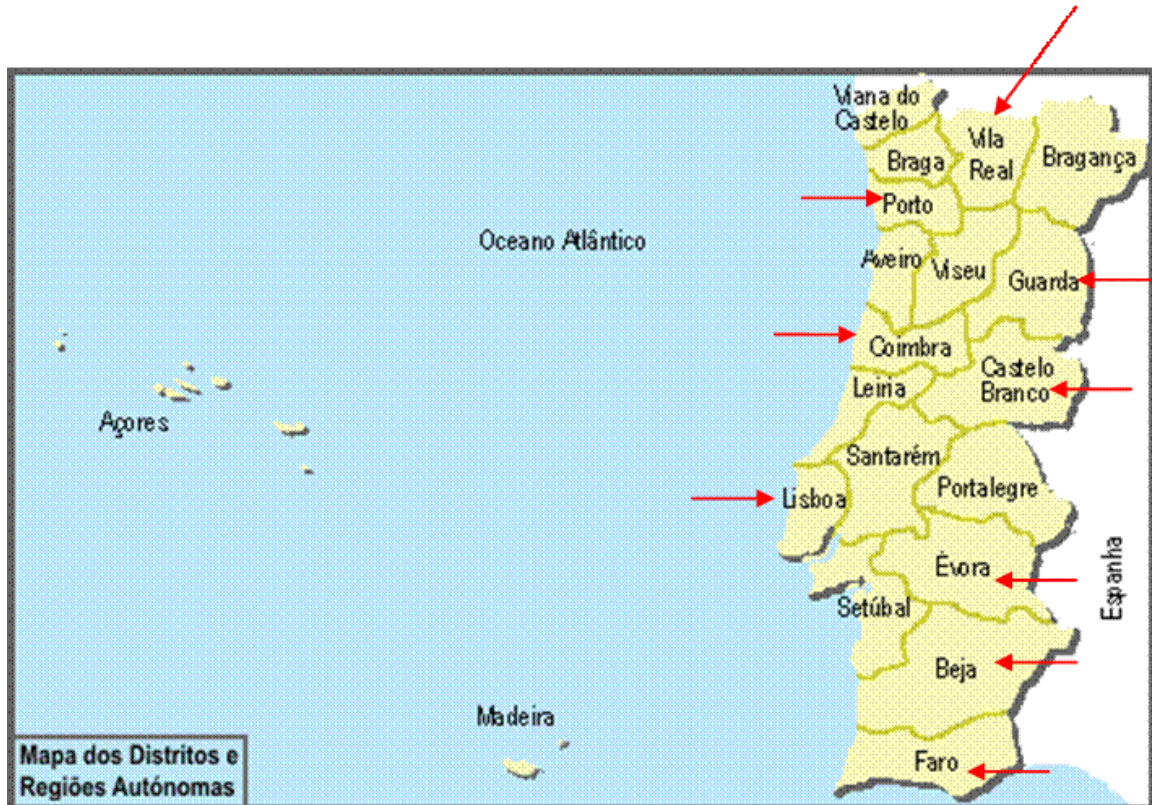 Viana do
Castelo
Vila
Real
Bragança
Braga
Porto
Oceano Atlântico
Aveiro
Viseu
Guarda
Coimbra
Castelo
Branco
Leiria
Açores
Santarém
Lisboa
Portalegre
Évora
Espanha
Setúbal
Beja
Madeira
Faro
Mapa dos Distritos e
Regiões Autónomas